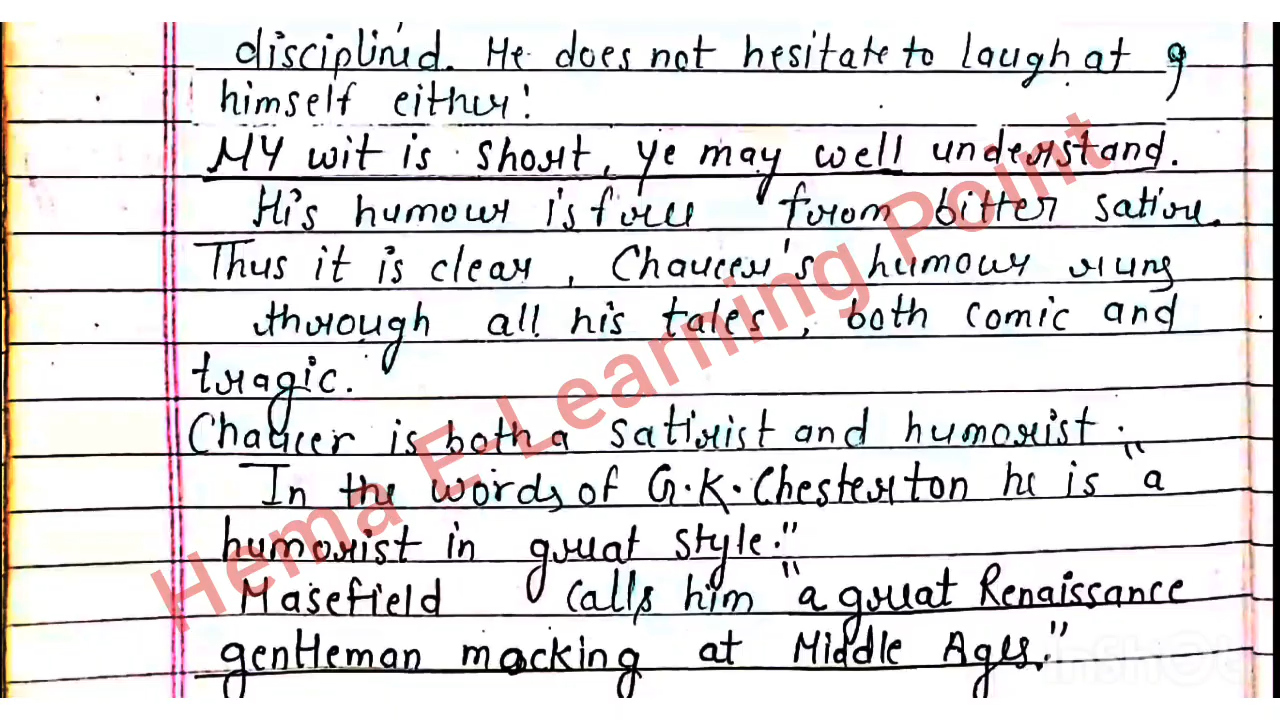 disciplined. He does not hesitate to laugh at
himself either!
My wit is short, ye may well understand.
His humour is free from bitter satire.
Thus it is clear, Chaucer's humour runs
through all his tales, both comic and
tragic.
Chaucer is both a satirist and humorist.
In the words of G.K. Chesterton he is "a
humorist in great style."
Masefield calls him "a great Renaissance
gentleman mocking at Middle Ages."
Hema E-Learning Point
InShOt